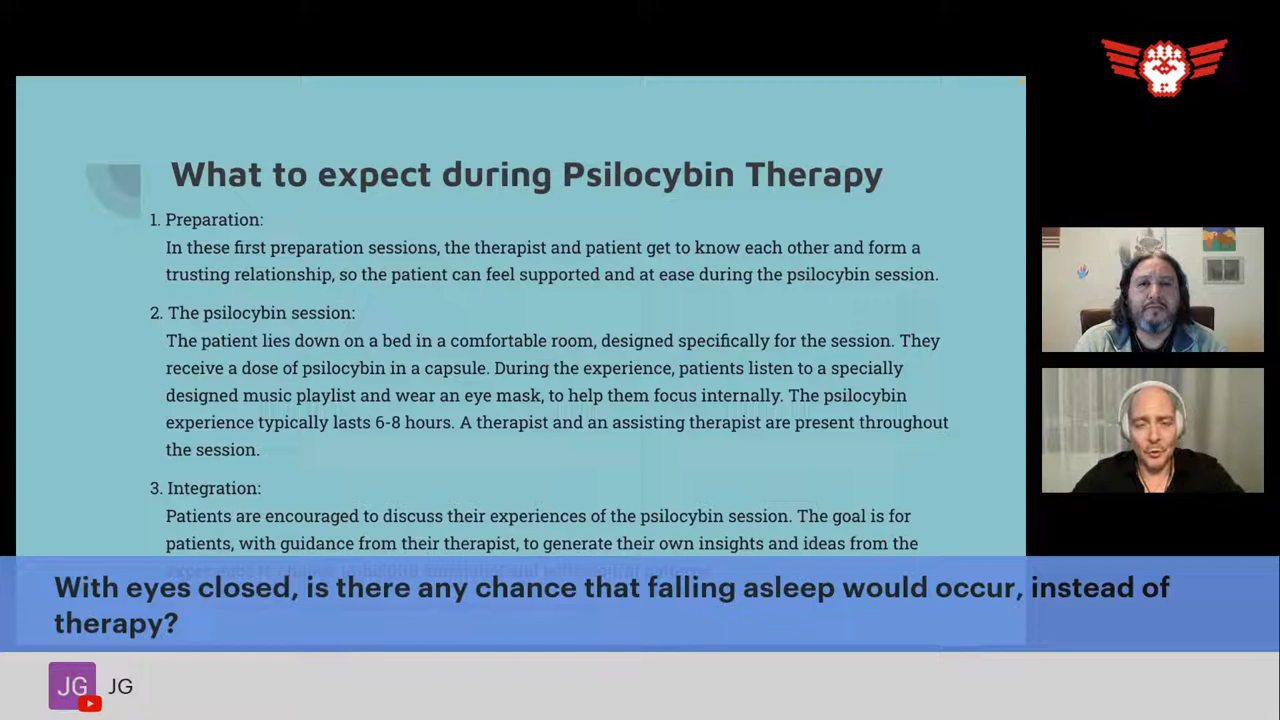 What to expect during Psilocybin Therapy
1. Preparation:
In these first preparation sessions, the therapist and patient get to know each other and form a
trusting relationship, so the patient can feel supported and at ease during the psilocybin session.
2. The psilocybin session:
The patient lies down on a bed in a comfortable room, designed specifically for the session. They
receive a dose of psilocybin in a capsule. During the experience, patients listen to a specially
designed music playlist and wear an eye mask, to help them focus internally. The psilocybin
experience typically lasts 6-8 hours. A therapist and an assisting therapist are present throughout
the session.
3. Integration:
Patients are encouraged to discuss their experiences of the psilocybin session. The goal is for
patients, with guidance from their therapist, to generate their own insights and ideas from the
With eyes closed, is there any chance that falling asleep would occur, instead of
therapy?
JG JG